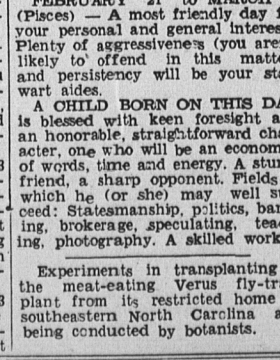 FEBRUARY 21 to MARCH
(Pisces) — A most friendly day
your personal and general interes
Plenty of aggressiveness (you are
likely to offend in this matt
and persistency will be your st
wart aides.
A CHILD BORN ON THIS DA
is blessed with keen foresight a
an honorable, straightforward cha
acter, one who will be an econom
of words, time and energy. A stu
friend, a sharp opponent. Fields
which he (or she) may well su
ceed: Statesmanship, politics, ban
ing, brokerage, speculating, teac
ing, photography. A skilled work
Experiments in transplanting
the meat-eating Verus fly-tr
plant from its restricted home
southeastern North Carolina a
being conducted by botanists.